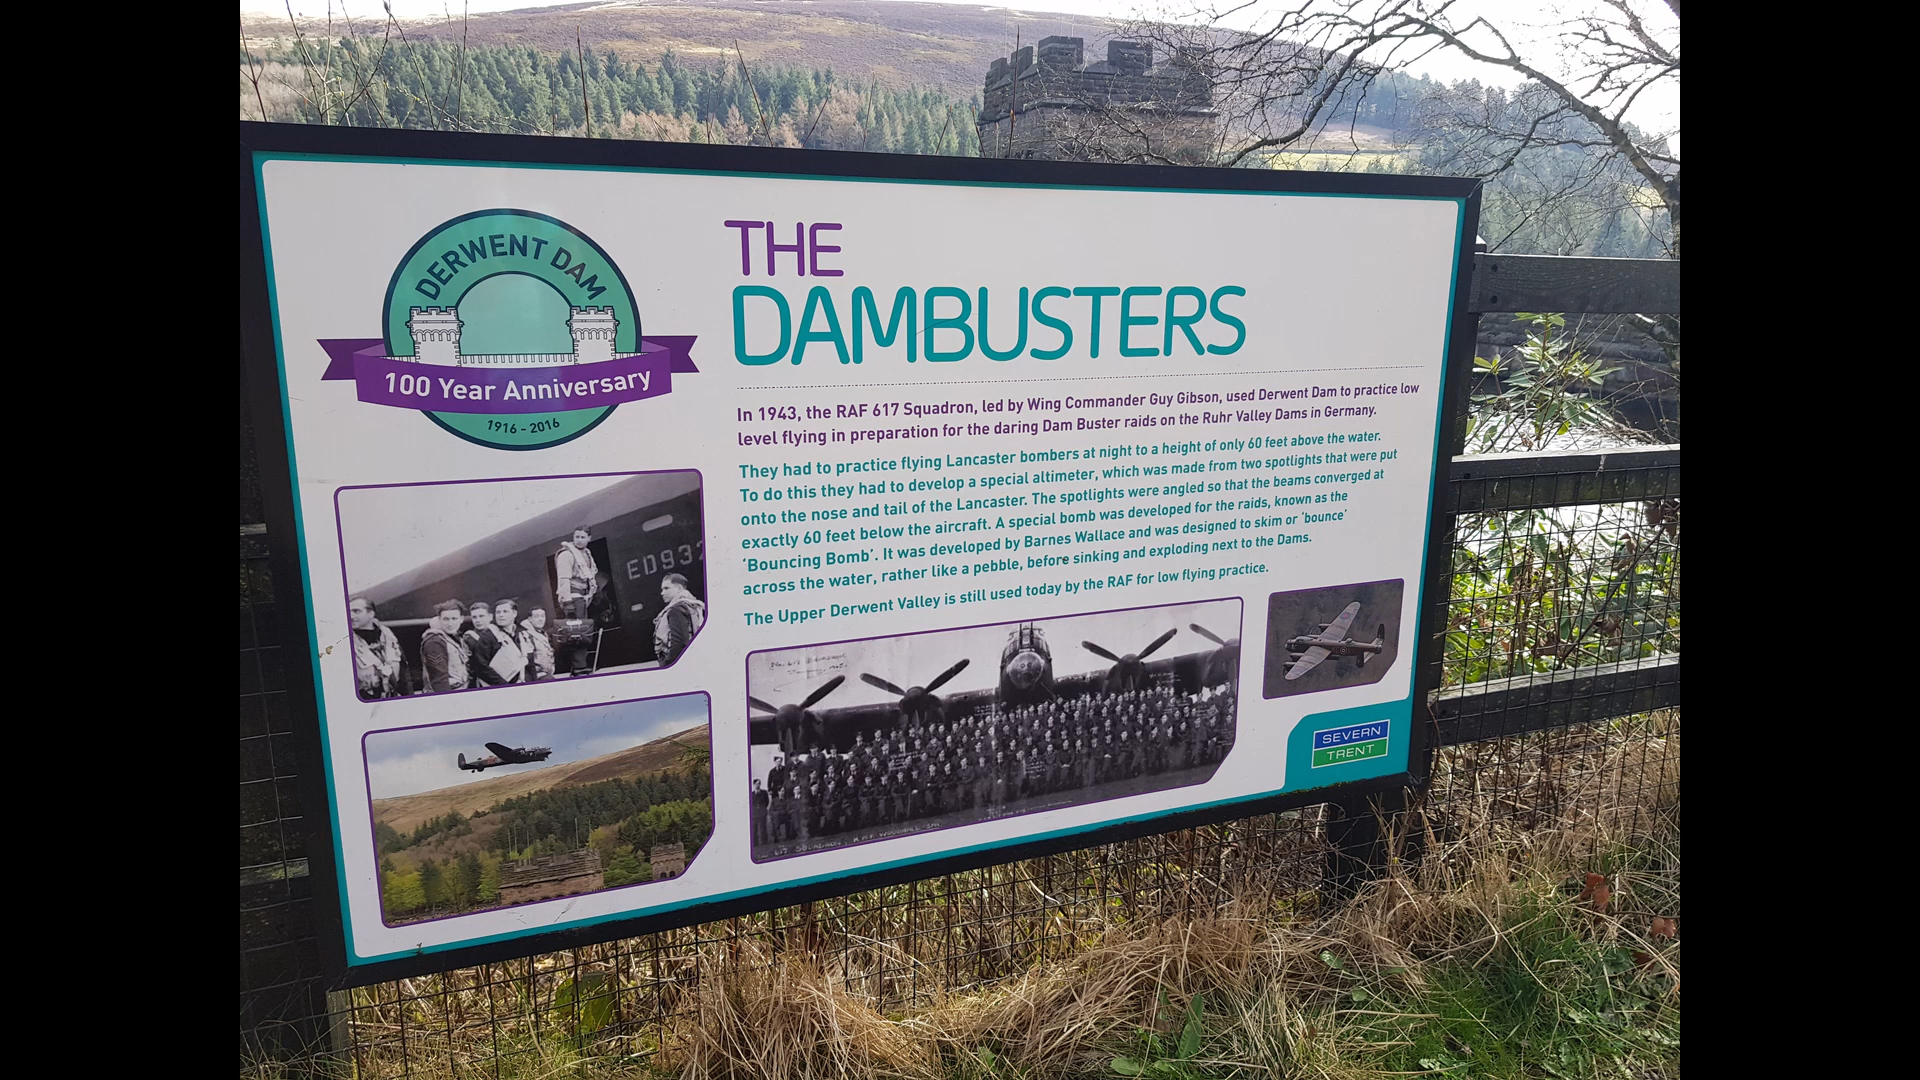 DERWENT DAM
100 Year Anniversary
1916 - 2016
THE
DAMBUSTERS
In 1943, the RAF 617 Squadron, led by Wing Commander Guy Gibson, used Derwent Dam to practice low
level flying in preparation for the daring Dam Buster raids on the Ruhr Valley Dams in Germany.
They had to practice flying Lancaster bombers at night to a height of only 60 feet above the water.
To do this they had to develop a special altimeter, which was made from two spotlights that were put
onto the nose and tail of the Lancaster. The spotlights were angled so that the beams converged at
exactly 60 feet below the aircraft. A special bomb was developed for the raids, known as the
'Bouncing Bomb'. It was developed by Barnes Wallace and was designed to skim or 'bounce'
across the water, rather like a pebble, before sinking and exploding next to the Dams.
The Upper Derwent Valley is still used today by the RAF for low flying practice.
ED93
617 SQUADRON
SEVERN
TRENT